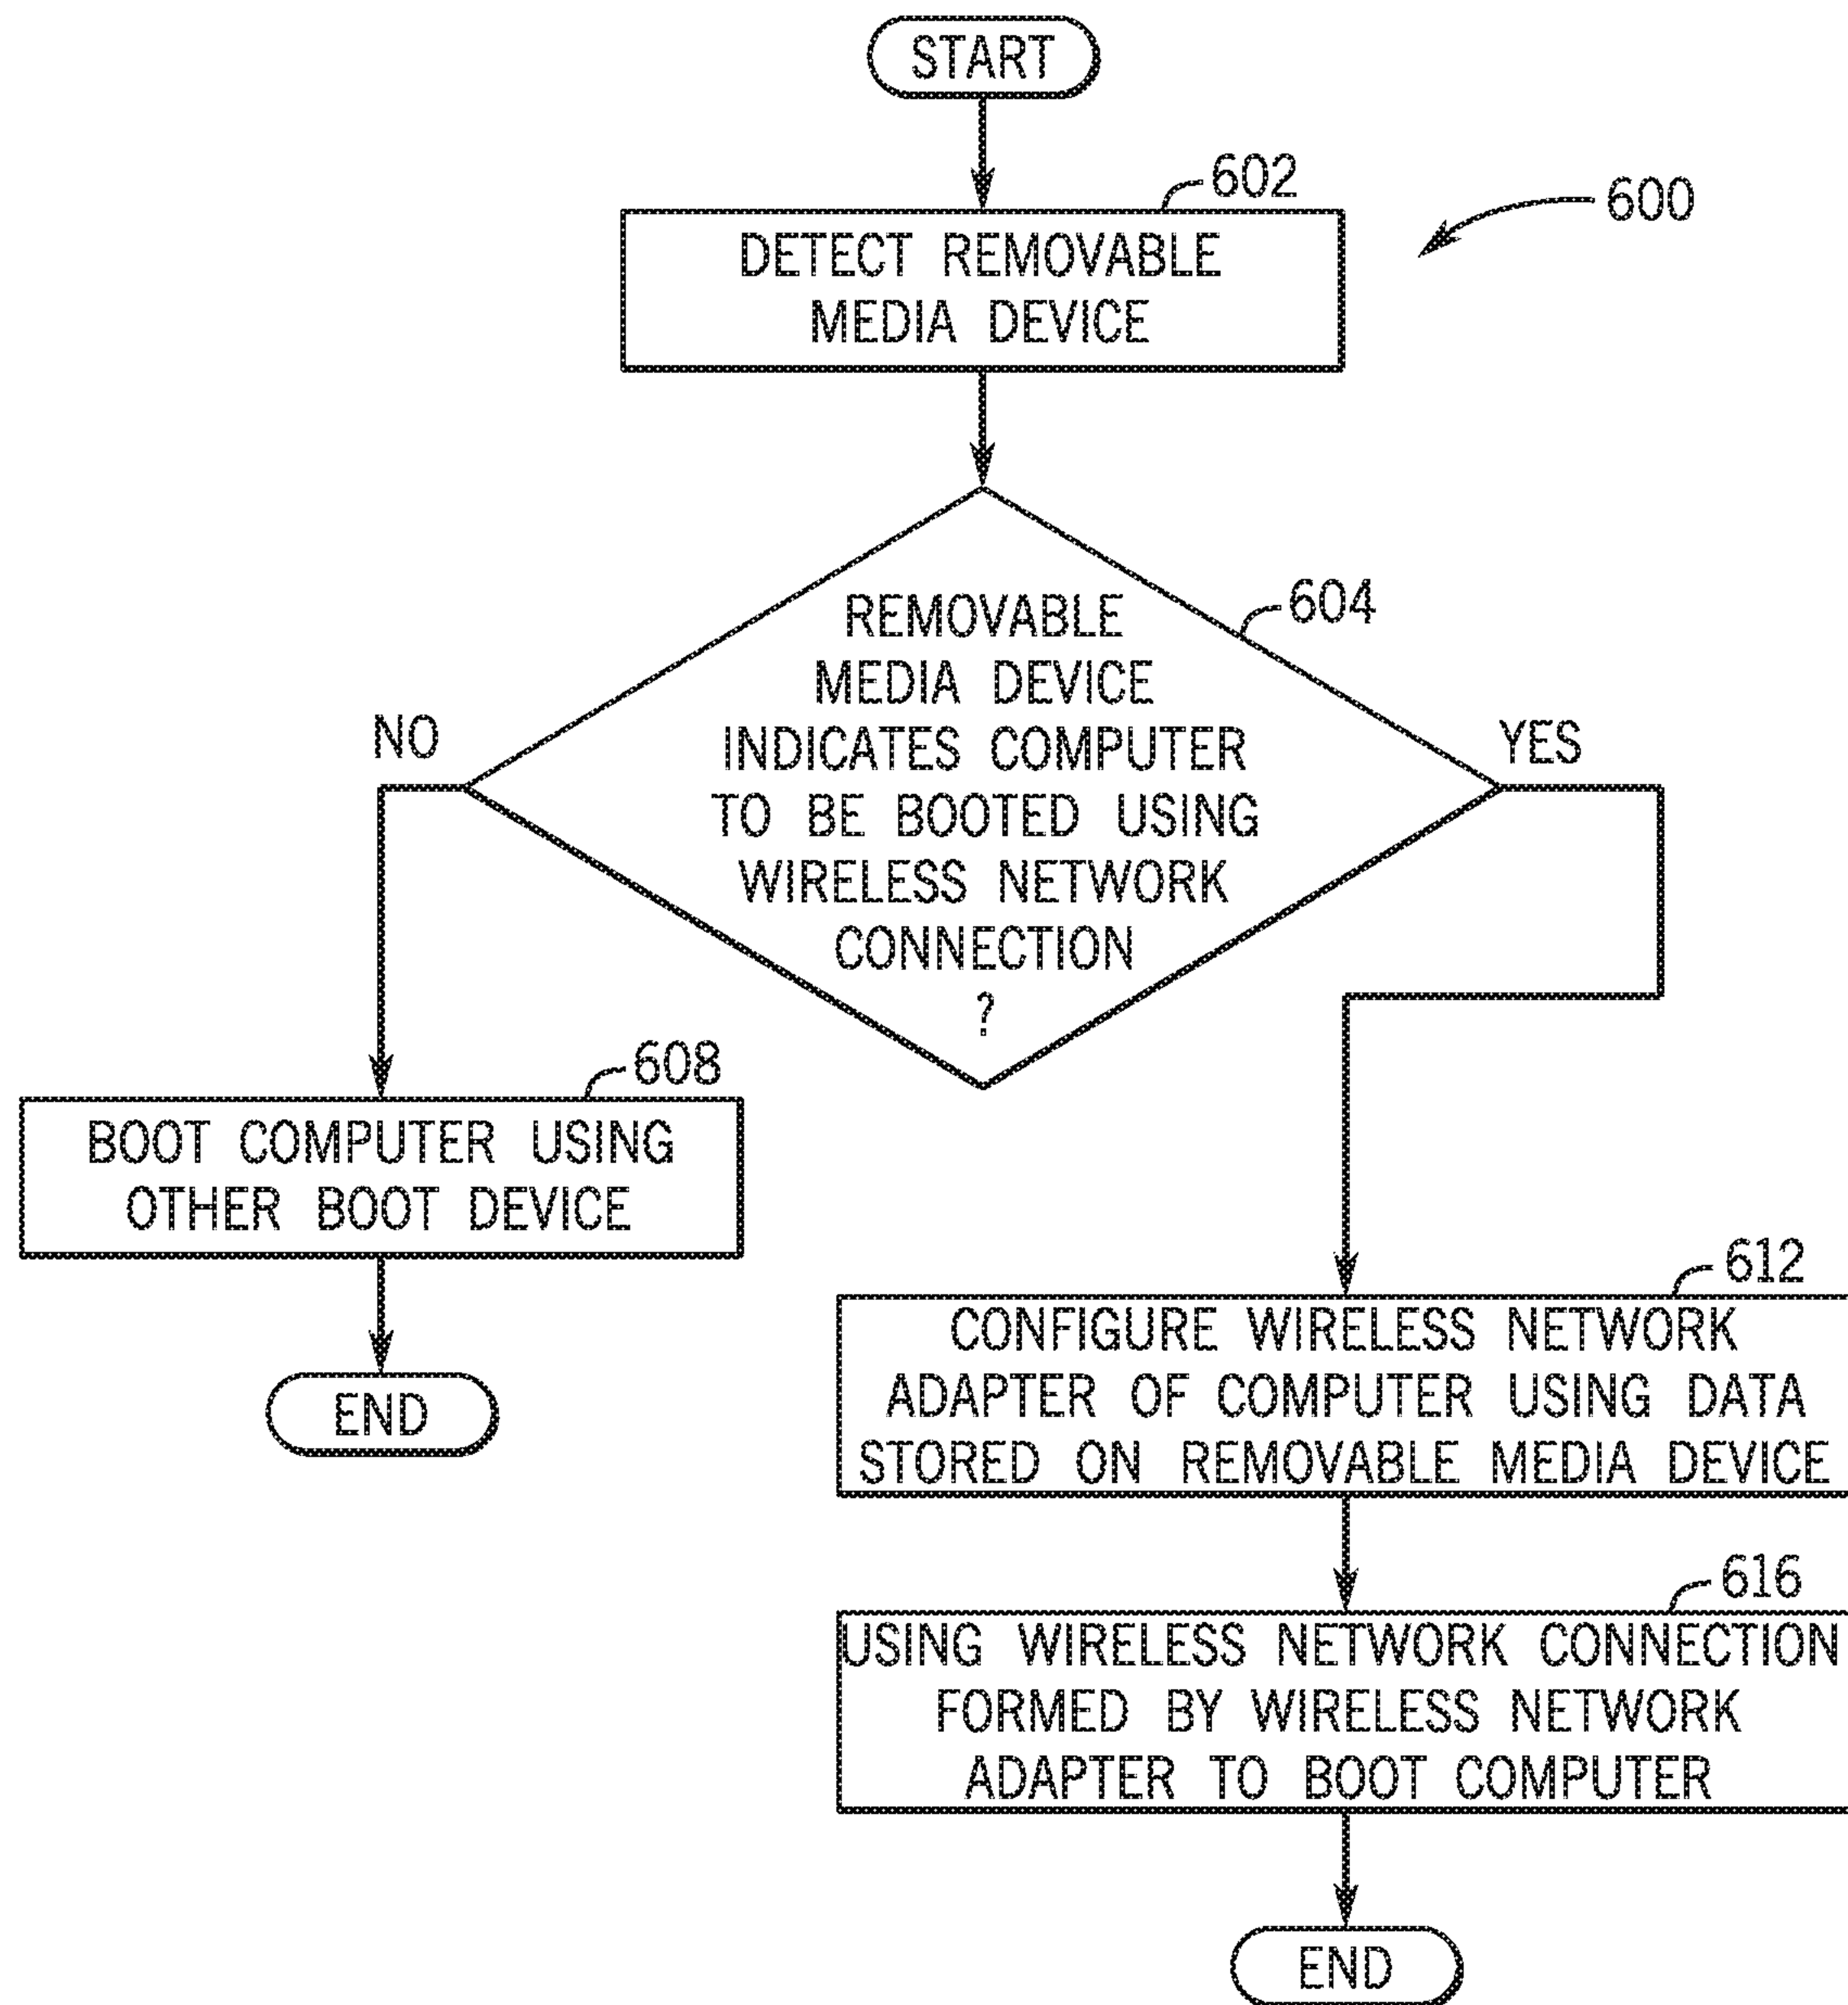 START
602
600
DETECT REMOVABLE
MEDIA DEVICE
604
REMOVABLE
MEDIA DEVICE
INDICATES COMPUTER
TO BE BOOTED USING
WIRELESS NETWORK
CONNECTION
?
NO
YES
608
BOOT COMPUTER USING
OTHER BOOT DEVICE
END
612
CONFIGURE WIRELESS NETWORK
ADAPTER OF COMPUTER USING DATA
STORED ON REMOVABLE MEDIA DEVICE
616
USING WIRELESS NETWORK CONNECTION
FORMED BY WIRELESS NETWORK
ADAPTER TO BOOT COMPUTER
END